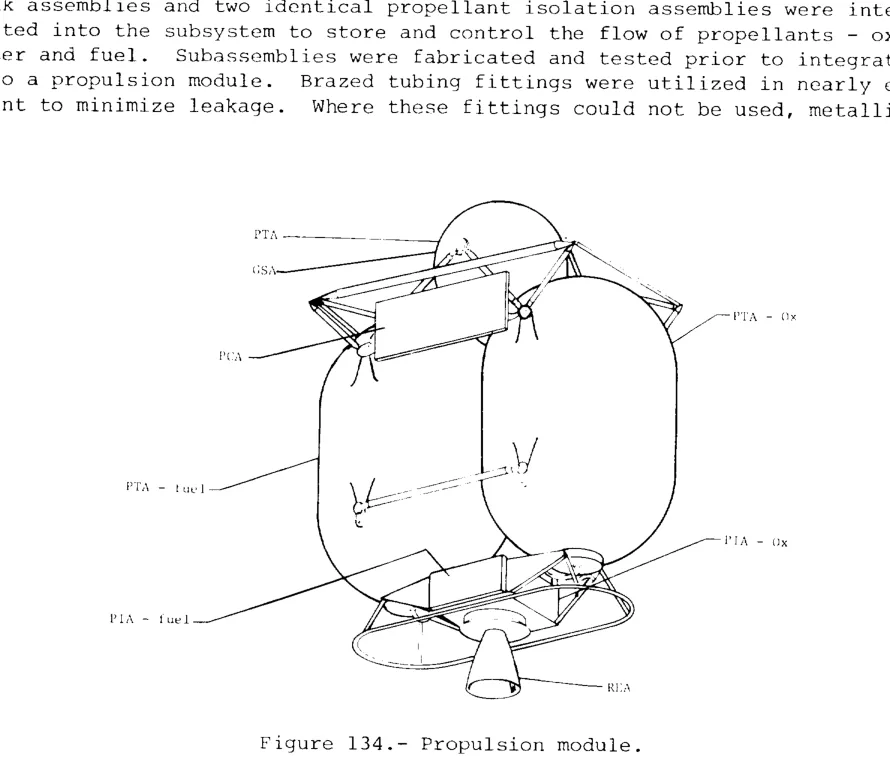 k assemblies and two identical propellant isolation assemblies were inte
ted into the subsystem to store and control the flow of propellants - ox
er and fuel. Subassemblies were fabricated and tested prior to integrat
o a propulsion module. Brazed tubing fittings were utilized in nearly e
nt to minimize leakage. Where these fittings could not be used, metalli
PTA
GSA
PTA - Ox
PCA
PTA - fuel
PIA - Ox
PIA - fuel
REA
Figure 134.- Propulsion module.